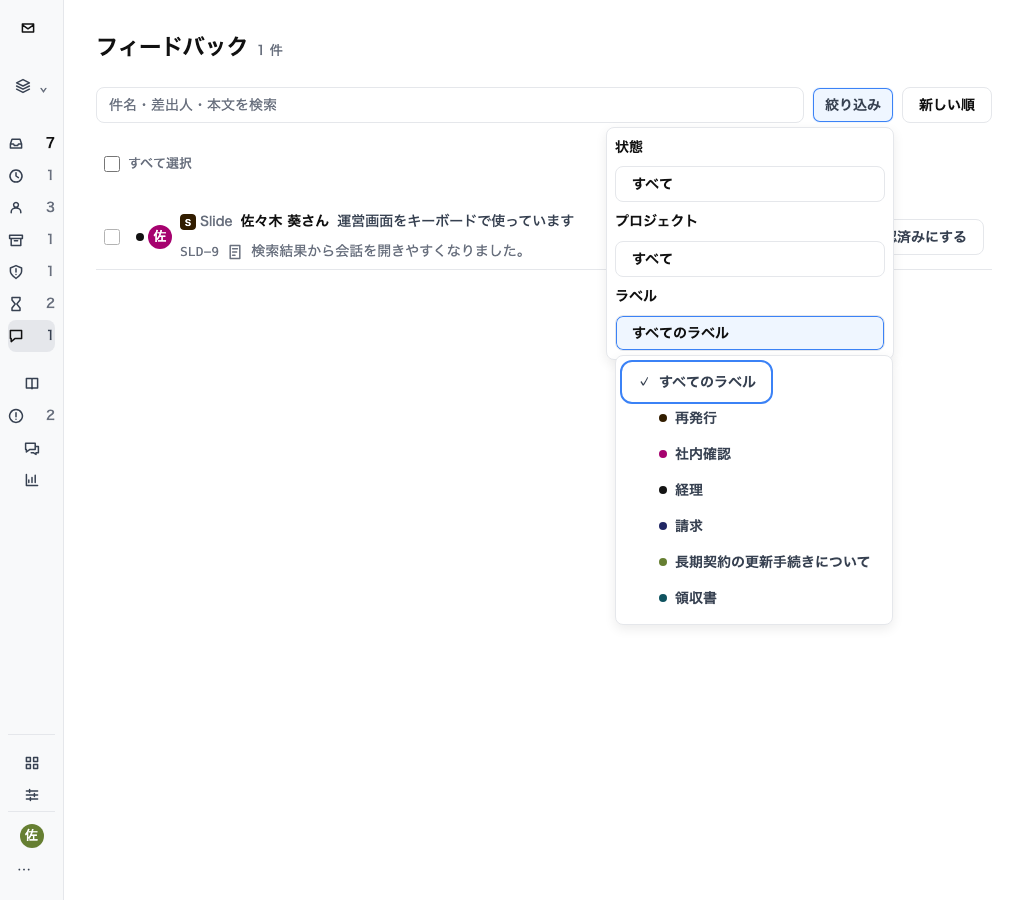 フィードバック 1 件
件名・差出人・本文を検索
絞り込み
新しい順
7
1
3
1
1
2
1
2
すべて選択
S Slide 佐々木 葵さん 運営画面をキーボードで使っています
佐
SLD-9 検索結果から会話を開きやすくなりました。
済みにする
状態
すべて
プロジェクト
すべて
ラベル
すべてのラベル
✓ すべてのラベル
再発行
社内確認
経理
請求
長期契約の更新手続きについて
領収書
佐
…